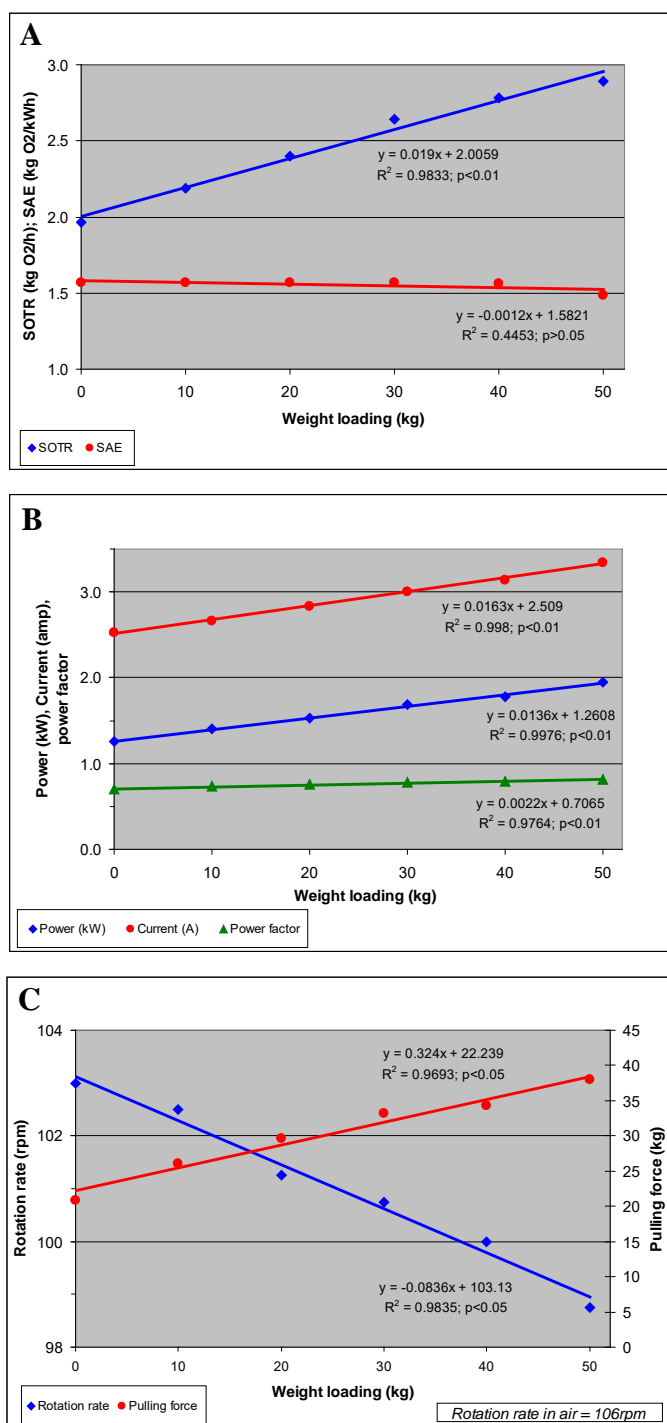 A
SOTR (kg O2/h); SAE (kg O2/kWh)
3.0
2.5
2.0
1.5
1.0
y = 0.019x + 2.0059
R² = 0.9833; p<0.01
y = -0.0012x + 1.5821
R² = 0.4453; p>0.05
0 10 20 30 40 50
Weight loading (kg)
SOTR SAE
B
Power (kW), Current (amp),
power factor
3.0
2.0
1.0
0.0
y = 0.0163x + 2.509
R² = 0.998; p<0.01
y = 0.0136x + 1.2608
R² = 0.9976; p<0.01
y = 0.0022x + 0.7065
R² = 0.9764; p<0.01
0 10 20 30 40 50
Weight loading (kg)
Power (kW) Current (A) Power factor
C
Rotation rate (rpm)
104
102
100
98
y = 0.324x + 22.239
R² = 0.9693; p<0.05
y = -0.0836x + 103.13
R² = 0.9835; p<0.05
45
40
35
30
25
20
15
10
5
0
Pulling force (kg)
0 10 20 30 40 50
Weight loading (kg)
Rotation rate Pulling force
Rotation rate in air = 106rpm